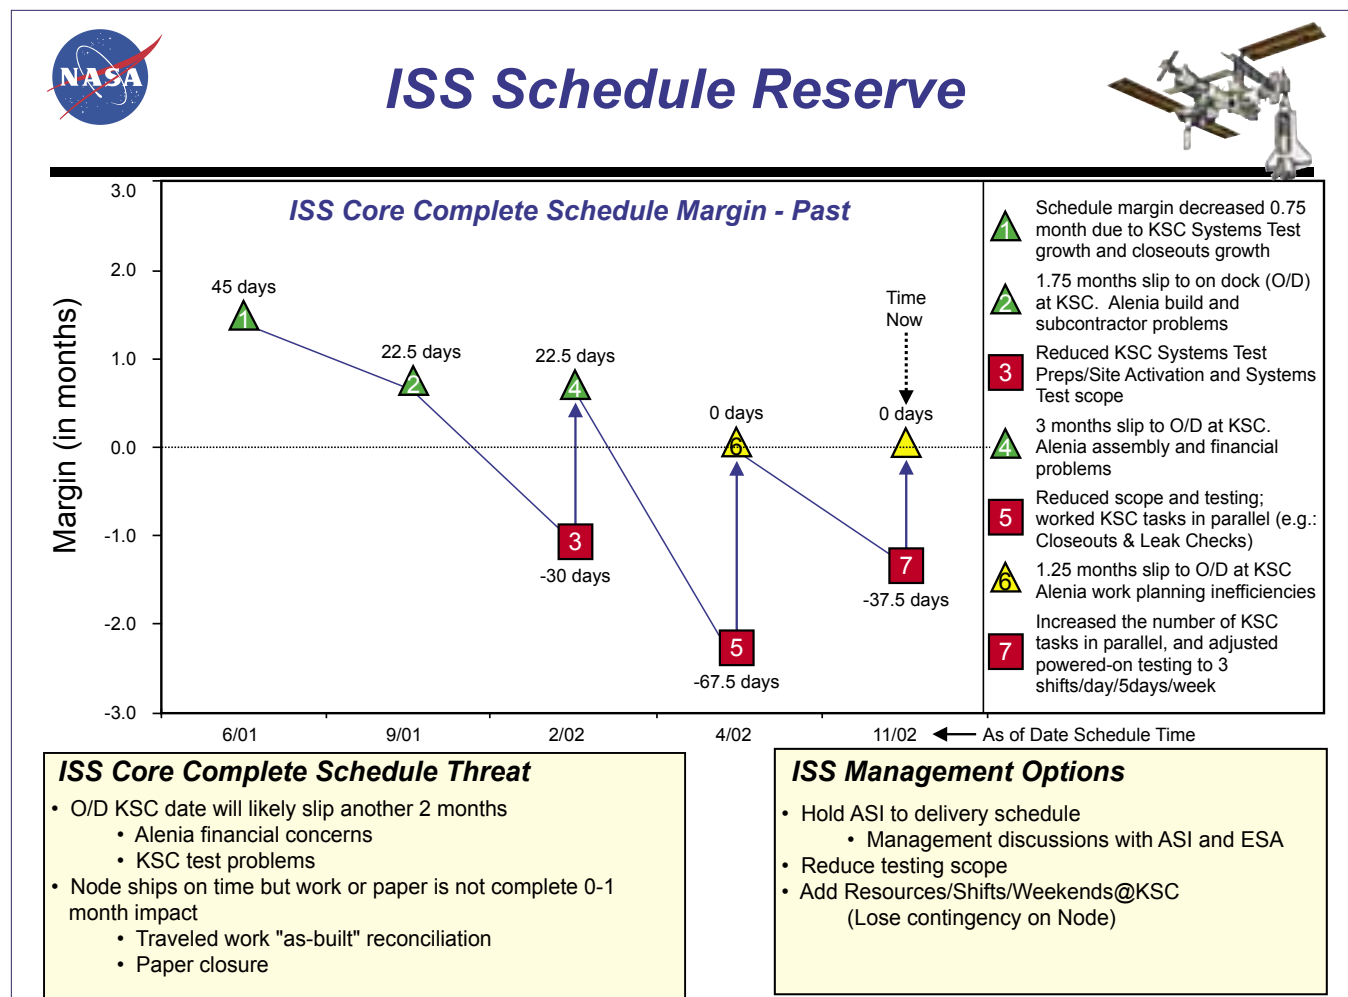 NASA
ISS Schedule Reserve
ISS Core Complete Schedule Margin - Past
Margin (in months)
3.0
2.0
1.0
0.0
-1.0
-2.0
-3.0
45 days
1
22.5 days
2
22.5 days
4
3
-30 days
0 days
6
5
-67.5 days
Time
Now
0 days
7
-37.5 days
6/01
9/01
2/02
4/02
11/02
As of Date Schedule Time
1
Schedule margin decreased 0.75
month due to KSC Systems Test
growth and closeouts growth
2
1.75 months slip to on dock (O/D)
at KSC. Alenia build and
subcontractor problems
3
Reduced KSC Systems Test
Preps/Site Activation and Systems
Test scope
4
3 months slip to O/D at KSC.
Alenia assembly and financial
problems
5
Reduced scope and testing;
worked KSC tasks in parallel (e.g.:
Closeouts & Leak Checks)
6
1.25 months slip to O/D at KSC
Alenia work planning inefficiencies
7
Increased the number of KSC
tasks in parallel, and adjusted
powered-on testing to 3
shifts/day/5days/week
ISS Core Complete Schedule Threat
• O/D KSC date will likely slip another 2 months
• Alenia financial concerns
• KSC test problems
• Node ships on time but work or paper is not complete 0-1
month impact
• Traveled work "as-built" reconciliation
• Paper closure
ISS Management Options
• Hold ASI to delivery schedule
• Management discussions with ASI and ESA
• Reduce testing scope
• Add Resources/Shifts/Weekends@KSC
(Lose contingency on Node)